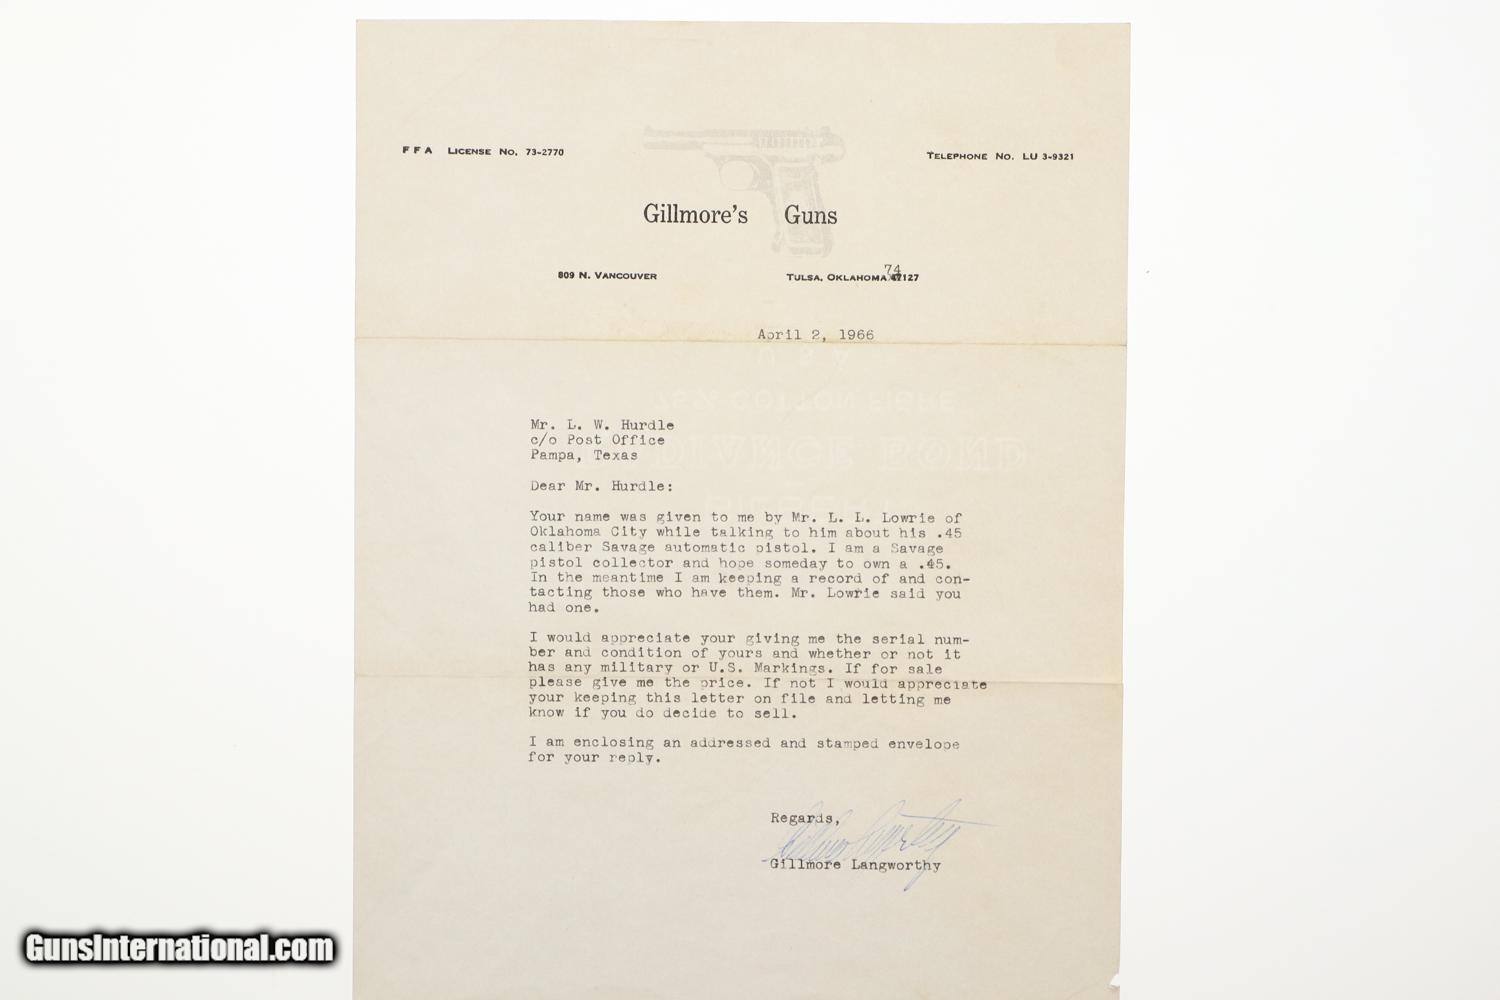 FFA LICENSE NO. 73-2770
TELEPHONE NO. LU 3-9321
Gillmore's Guns
809 N. VANCOUVER
TULSA, OKLAHOMA 74127
April 2, 1966
75% COTTON FIBRE
Mr. L. W. Hurdle
c/o Post Office
Pampa, Texas
Dear Mr. Hurdle:
Your name was given to me by Mr. L. L. Lowrie of
Oklahoma City while talking to him about his .45
caliber Savage automatic pistol. I am a Savage
pistol collector and hope someday to own a .45.
In the meantime I am keeping a record of and con-
tacting those who have them. Mr. Lowrie said you
had one.
I would appreciate your giving me the serial num-
ber and condition of yours and whether or not it
has any military or U.S. Markings. If for sale
please give me the price. If not I would appreciate
your keeping this letter on file and letting me
know if you do decide to sell.
I am enclosing an addressed and stamped envelope
for your reply.
Regards,
Gillmore Langworthy
GunsInternational.com